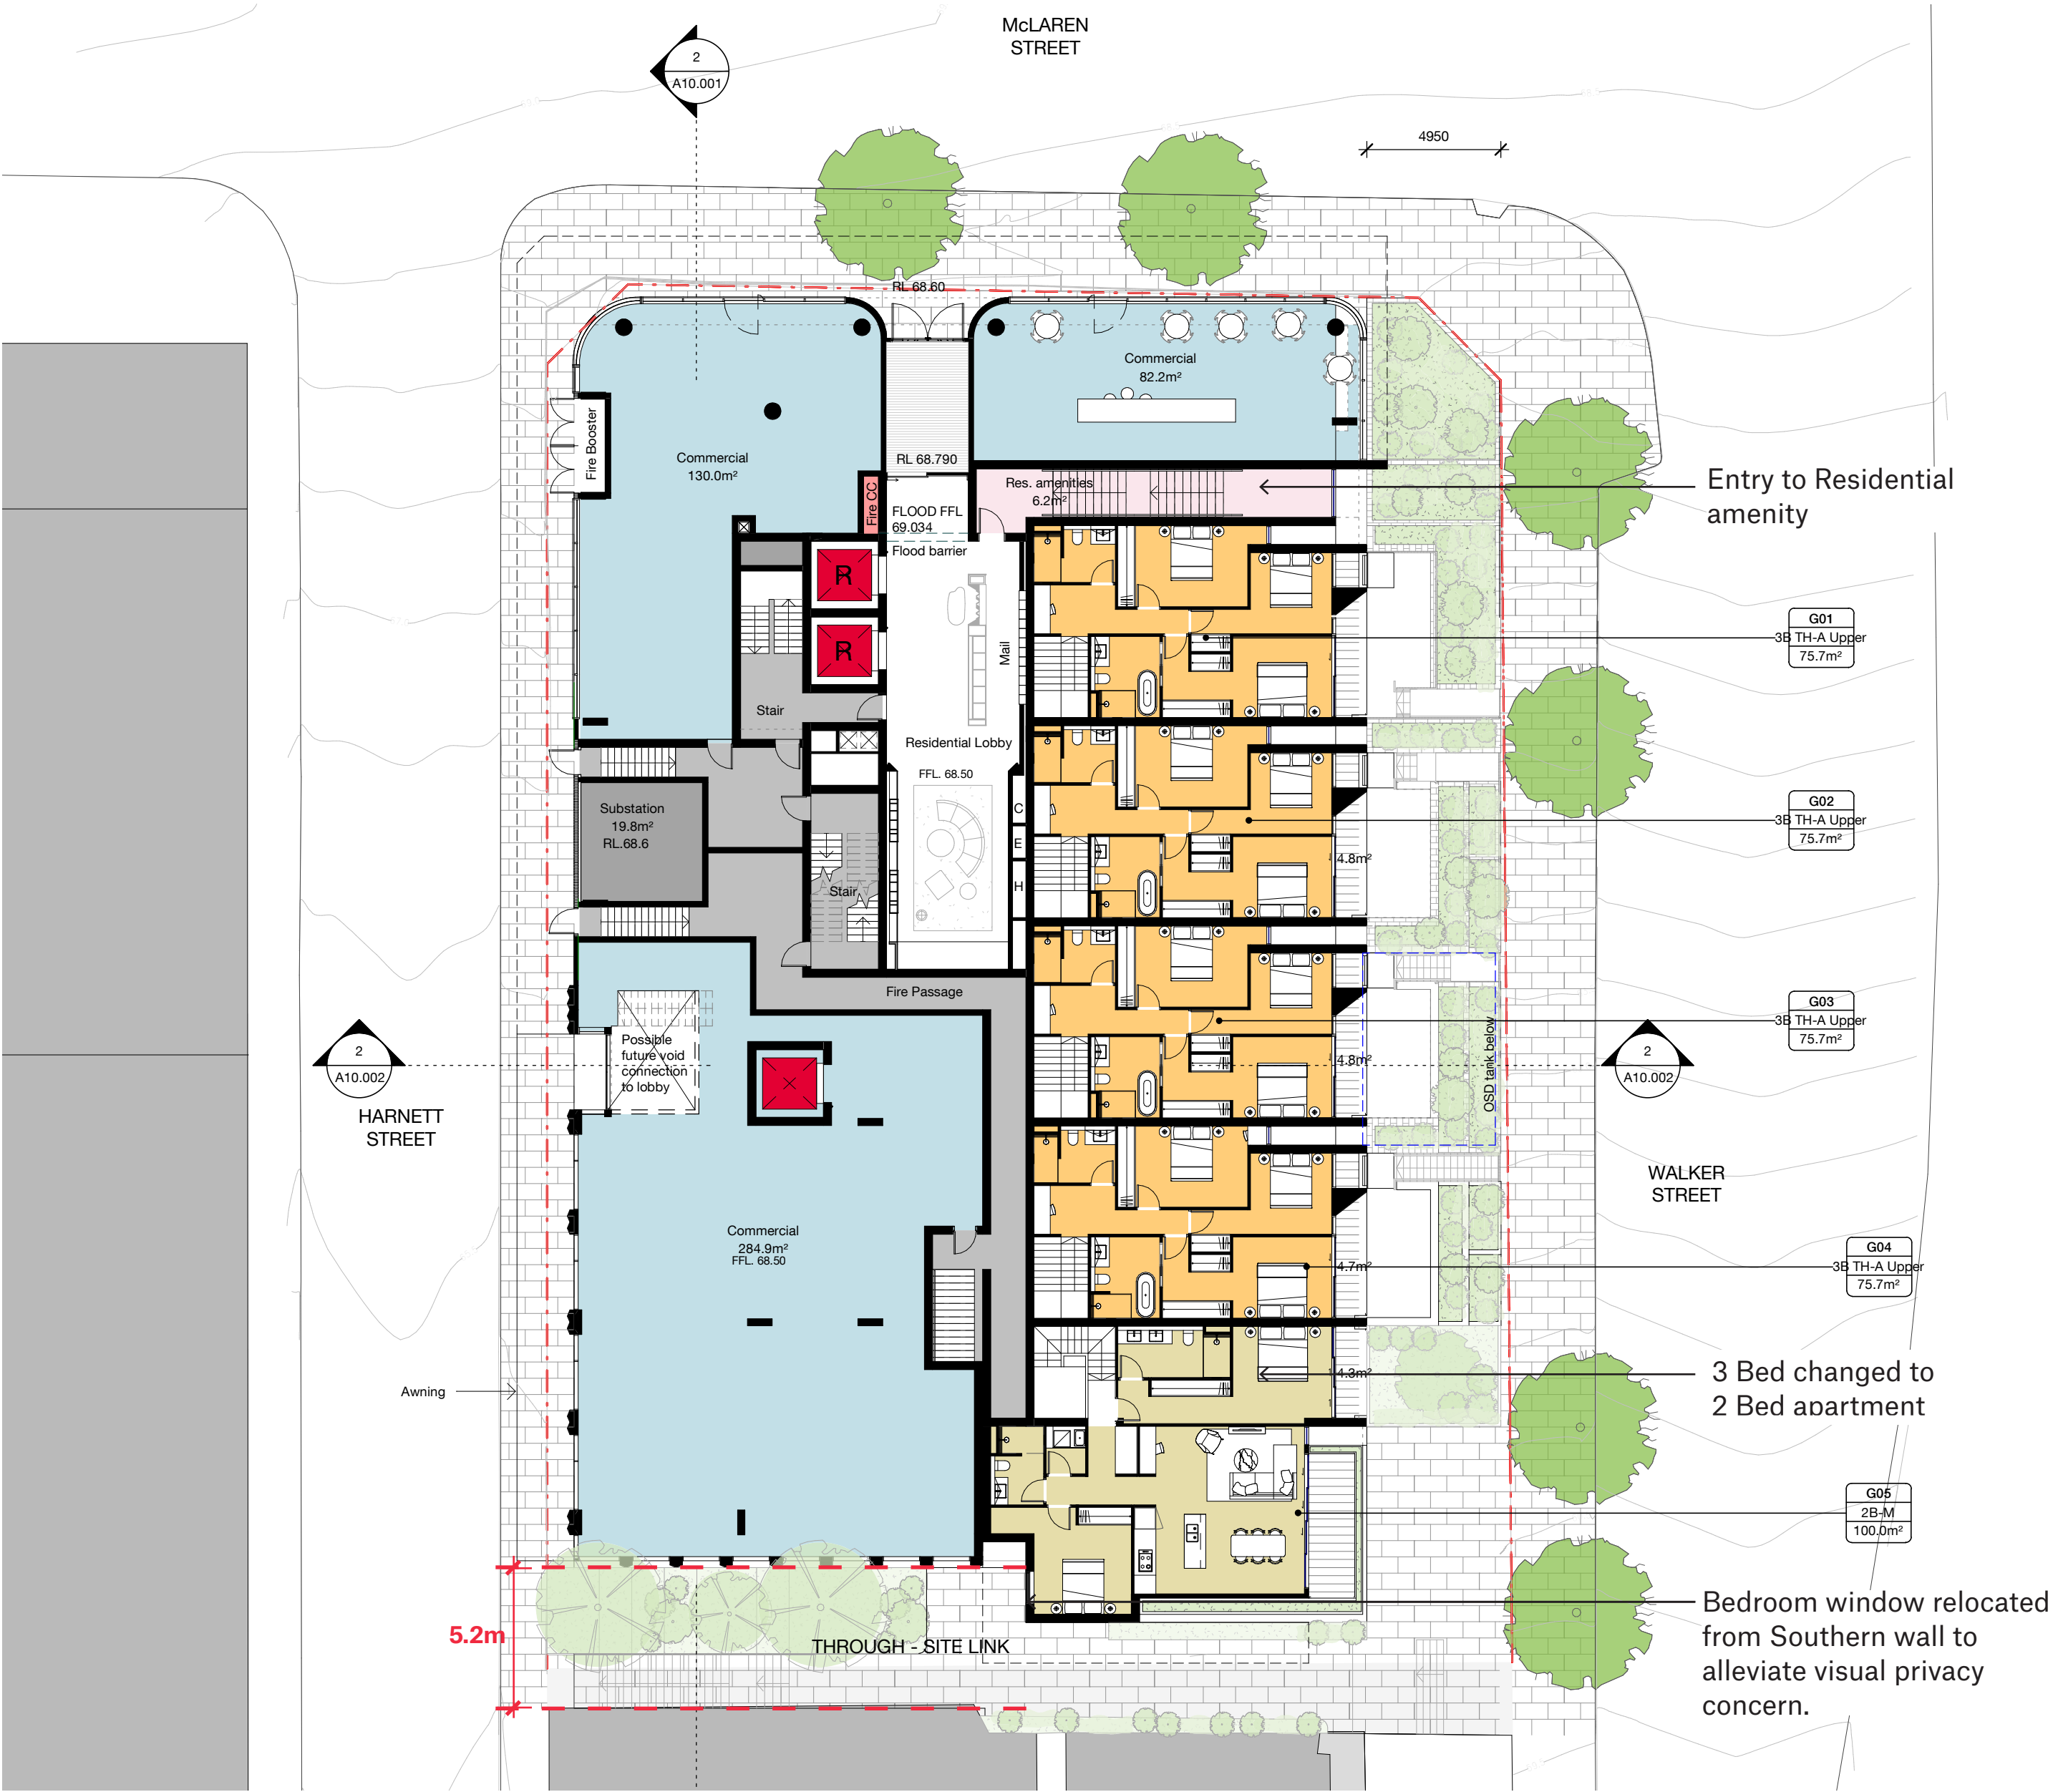 McLAREN
STREET
2
A10.001
4950
RL 68.60
Commercial
82.2m²
Fire Booster
Commercial
130.0m²
RL 68.790
Fire CC
Res. amenities
6.2m²
Entry to Residential
amenity
FLOOD FFL
69.034
Flood barrier
R
R
Mail
Stair
G01
3B TH-A Upper
75.7m²
Residential Lobby
FFL. 68.50
Substation
19.8m²
RL.68.6
C
E
H
Stair
G02
3B TH-A Upper
75.7m²
4.8m²
Fire Passage
Possible
future void
connection
to lobby
G03
3B TH-A Upper
75.7m²
4.8m²
OSD tank below
2
A10.002
2
A10.002
HARNETT
STREET
WALKER
STREET
Commercial
284.9m²
FFL. 68.50
G04
3B TH-A Upper
75.7m²
4.7m²
Awning
4.3m²
3 Bed changed to
2 Bed apartment
G05
2B-M
100.0m²
5.2m
THROUGH - SITE LINK
Bedroom window relocated
from Southern wall to
alleviate visual privacy
concern.